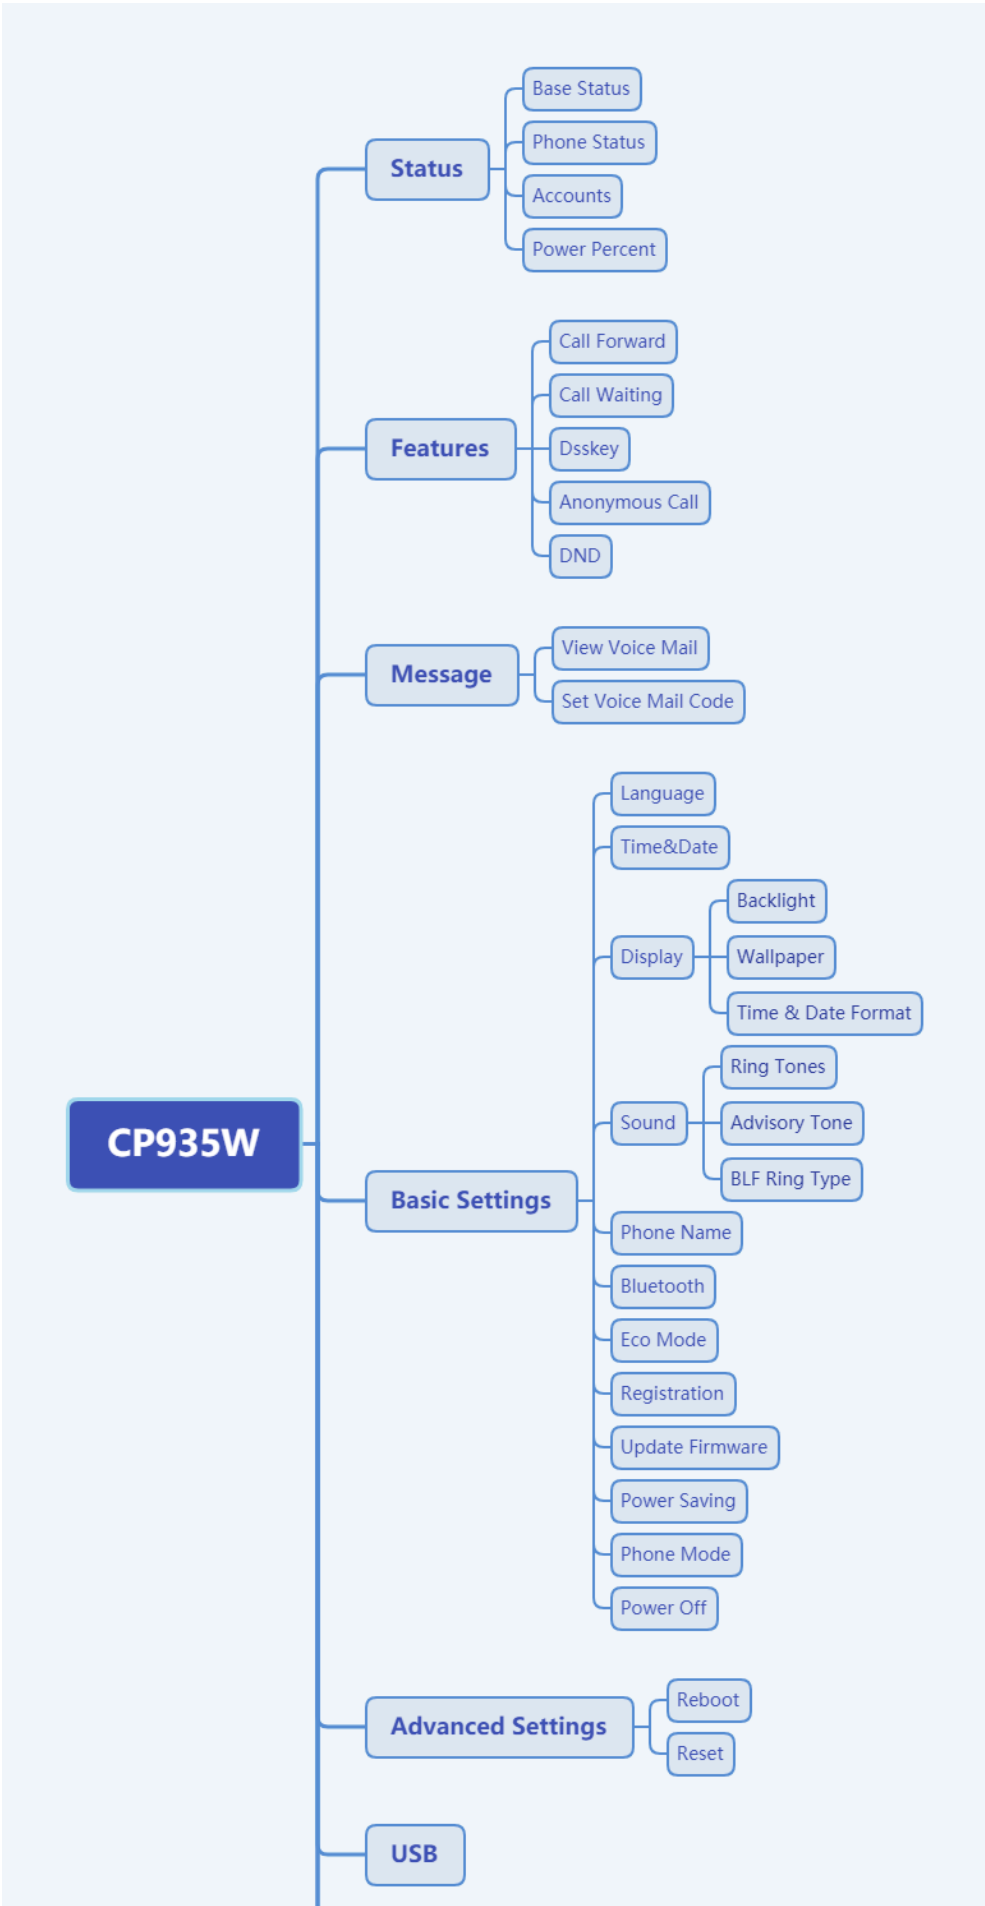 CP935W
Status
Base Status
Phone Status
Accounts
Power Percent
Features
Call Forward
Call Waiting
Dsskey
Anonymous Call
DND
Message
View Voice Mail
Set Voice Mail Code
Basic Settings
Language
Time&Date
Display
Backlight
Wallpaper
Time & Date Format
Sound
Ring Tones
Advisory Tone
BLF Ring Type
Phone Name
Bluetooth
Eco Mode
Registration
Update Firmware
Power Saving
Phone Mode
Power Off
Advanced Settings
Reboot
Reset
USB